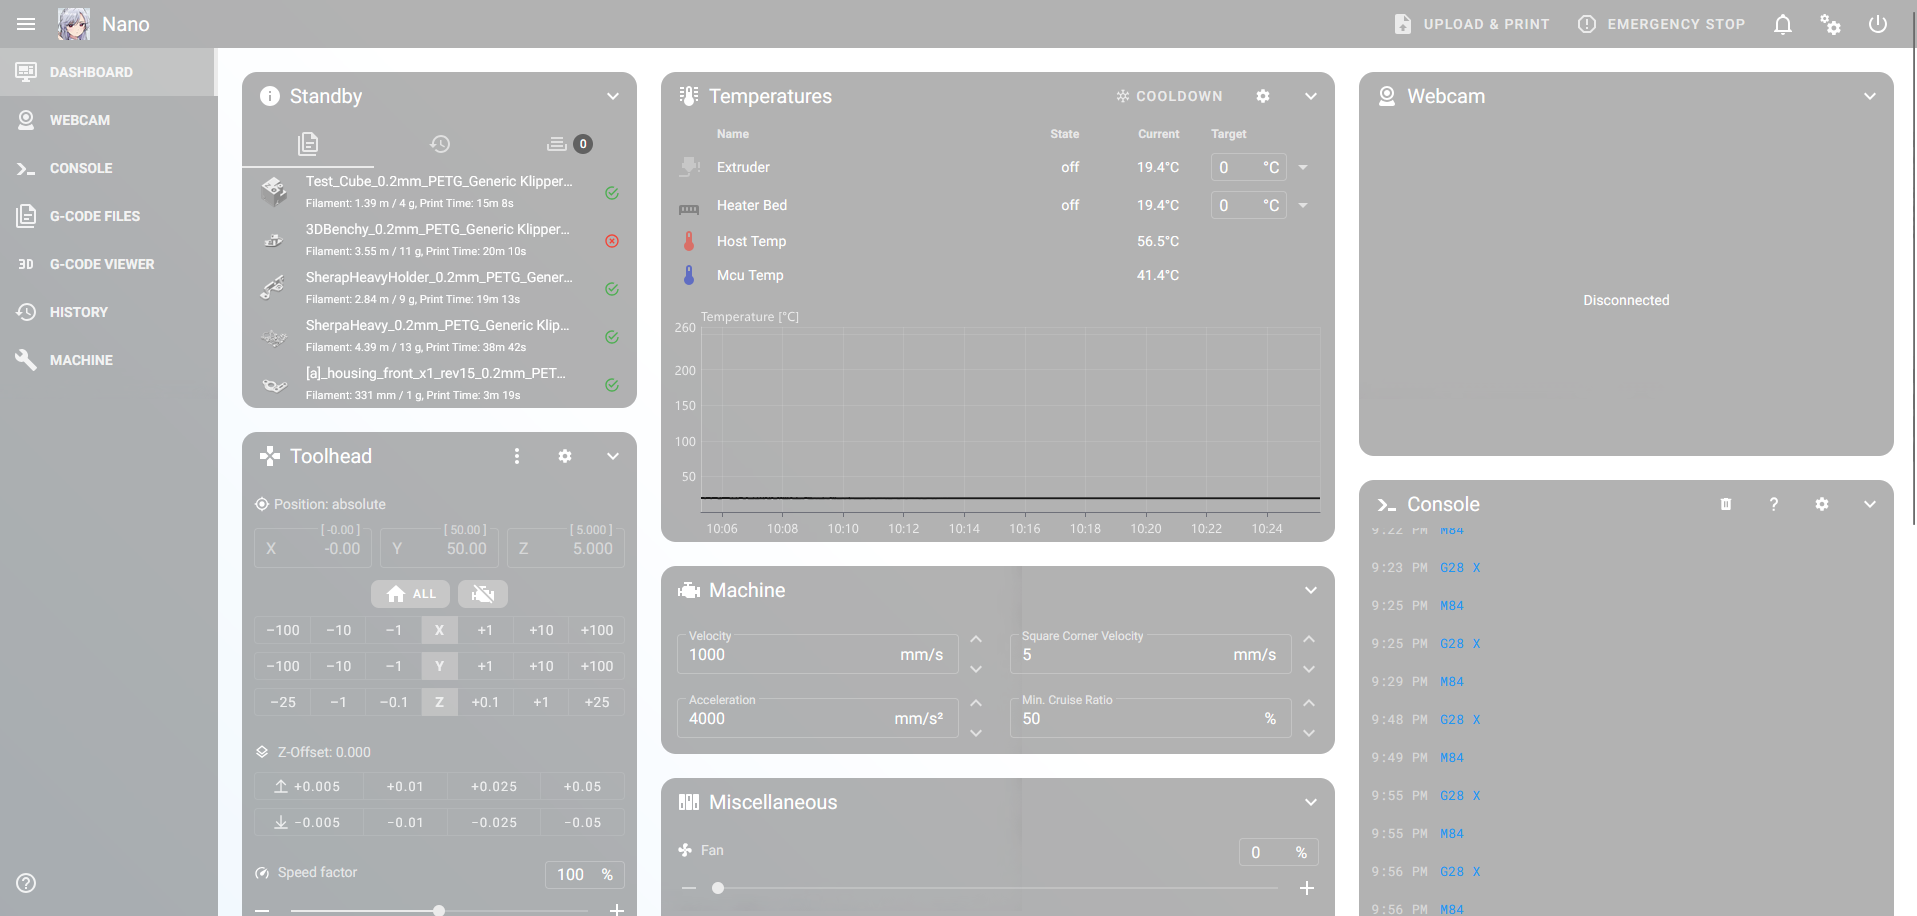 Nano
UPLOAD & PRINT
EMERGENCY STOP
DASHBOARD
WEBCAM
CONSOLE
G-CODE FILES
3D G-CODE VIEWER
HISTORY
MACHINE
Standby
0
Test_Cube_0.2mm_PETG_Generic Klipper...
Filament: 1.39 m / 4 g, Print Time: 15m 8s
3DBenchy_0.2mm_PETG_Generic Klipper...
Filament: 3.55 m / 11 g, Print Time: 20m 10s
SherapHeavyHolder_0.2mm_PETG_Gener...
Filament: 2.84 m / 9 g, Print Time: 19m 13s
SherpaHeavy_0.2mm_PETG_Generic Klip...
Filament: 4.39 m / 13 g, Print Time: 38m 42s
[a]_housing_front_x1_rev15_0.2mm_PET...
Filament: 331 mm / 1 g, Print Time: 3m 19s
Toolhead
Position: absolute
[ -0.00 ] [ 50.00 ] [ 5.000 ]
X -0.00 Y 50.00 Z 5.000
ALL
−100 −10 −1 X +1 +10 +100
−100 −10 −1 Y +1 +10 +100
−25 −1 −0.1 Z +0.1 +1 +25
Z-Offset: 0.000
+0.005 +0.01 +0.025 +0.05
−0.005 −0.01 −0.025 −0.05
Speed factor 100 %
Temperatures
COOLDOWN
Name State Current Target
Extruder off 19.4°C 0 °C
Heater Bed off 19.4°C 0 °C
Host Temp 56.5°C
Mcu Temp 41.4°C
Temperature [°C]
260
200
150
100
50
10:06 10:08 10:10 10:12 10:14 10:16 10:18 10:20 10:22 10:24
Machine
Velocity
1000 mm/s
Square Corner Velocity
5 mm/s
Acceleration
4000 mm/s²
Min. Cruise Ratio
50 %
Miscellaneous
Fan 0 %
Webcam
Disconnected
Console
9:22 PM M84
9:23 PM G28 X
9:25 PM M84
9:25 PM G28 X
9:29 PM M84
9:48 PM G28 X
9:49 PM M84
9:55 PM G28 X
9:55 PM M84
9:56 PM G28 X
9:56 PM M84